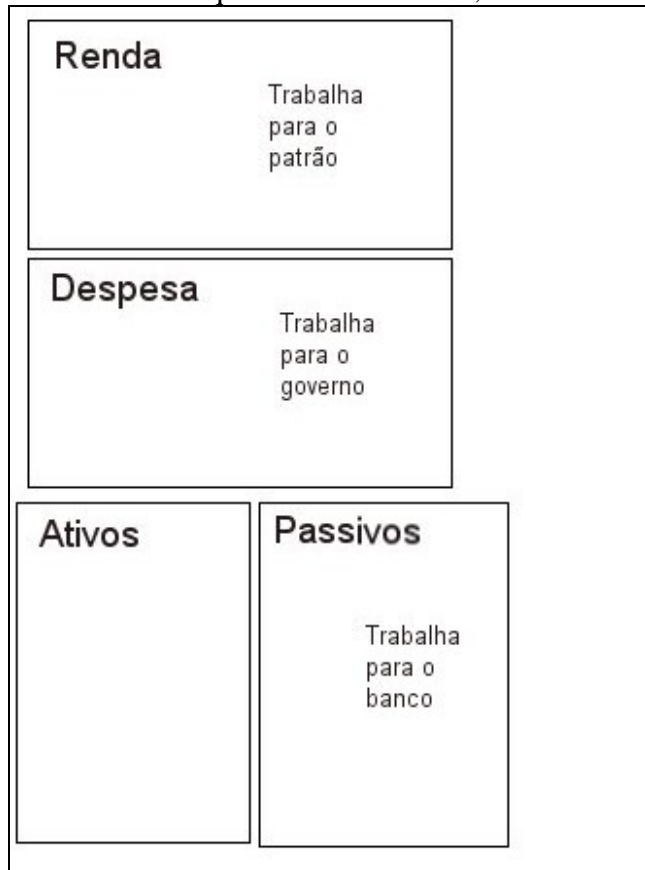 Renda
Trabalha
para o
patrão
Despesa
Trabalha
para o
governo
Ativos
Passivos
Trabalha
para o
banco